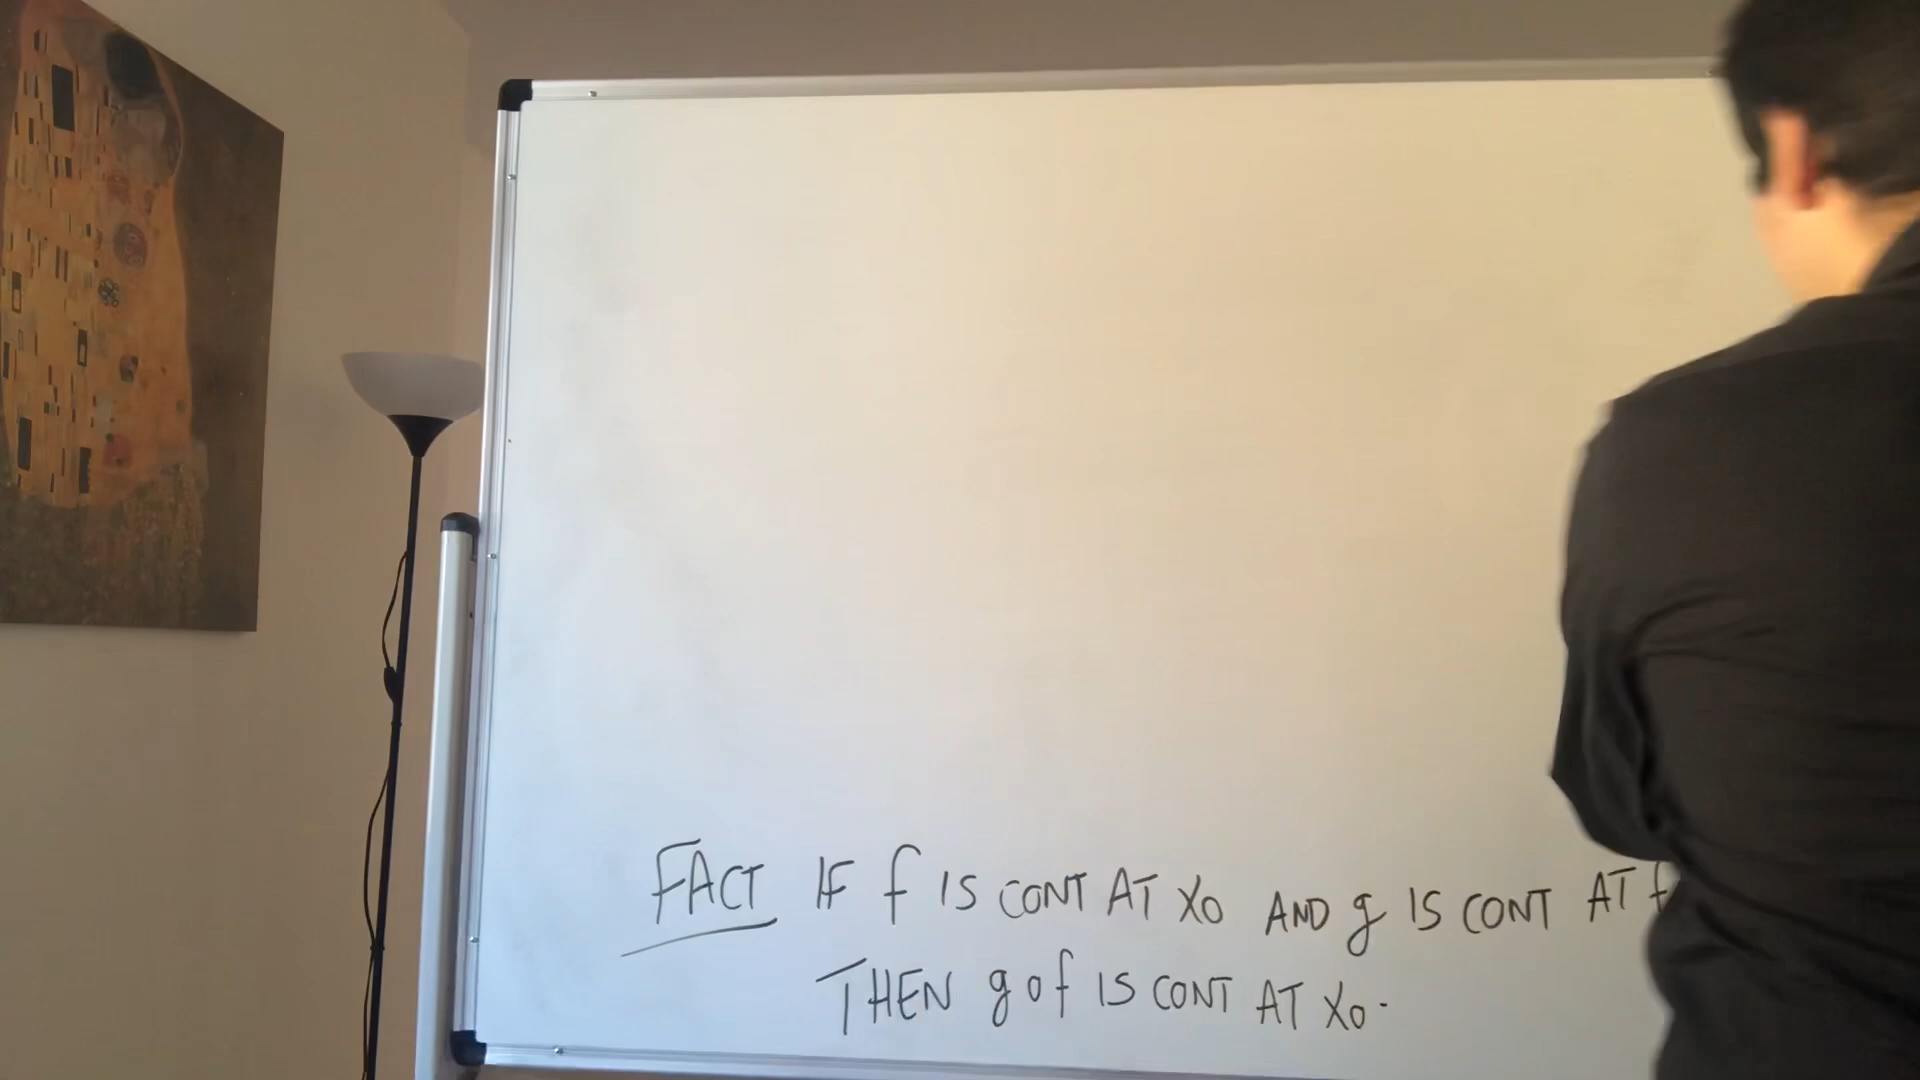 FACT IF f IS CONT AT x0 AND g IS CONT AT f
THEN g o f IS CONT AT x0.